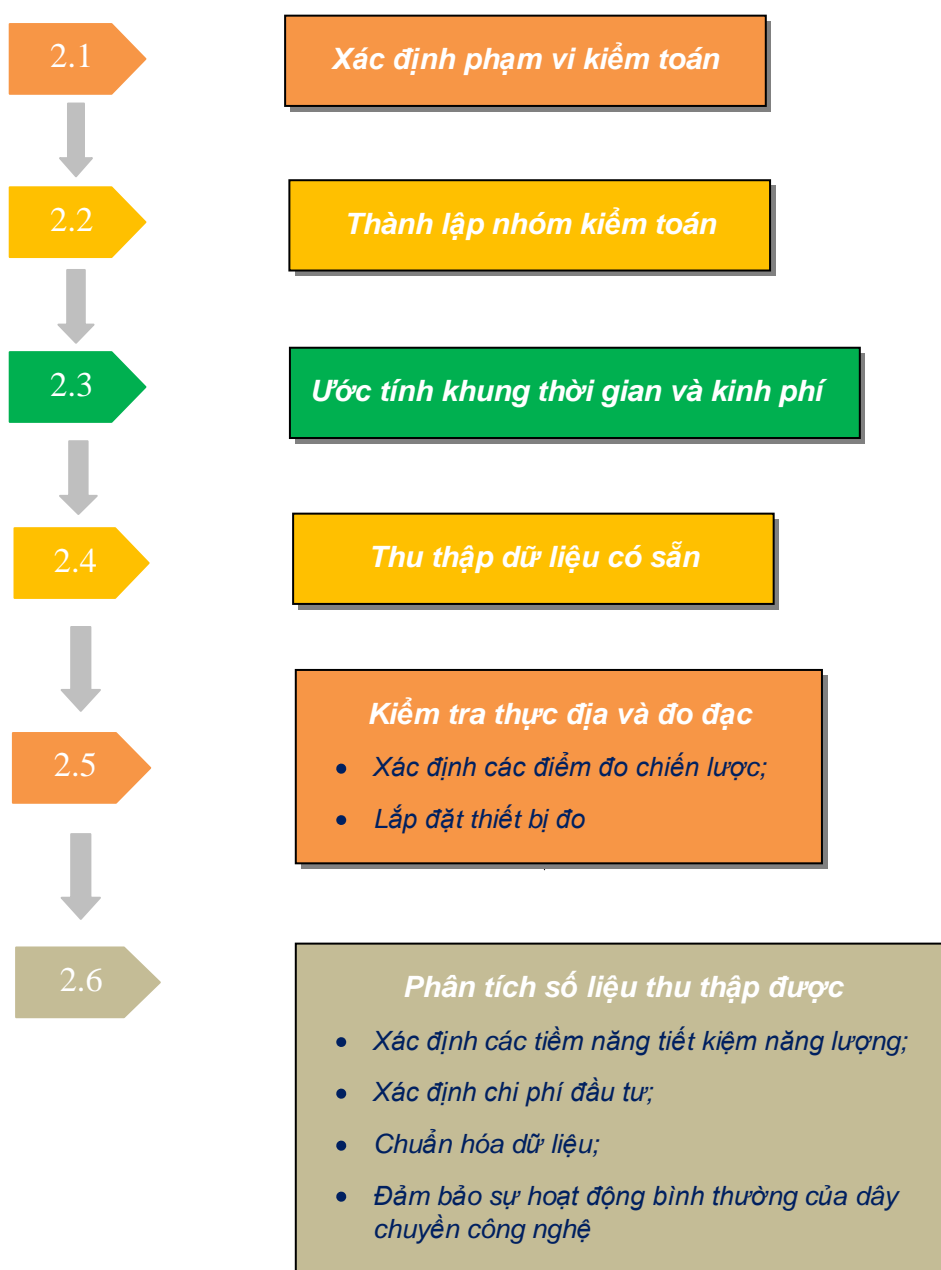 2.1
Xác định phạm vi kiểm toán
2.2
Thành lập nhóm kiểm toán
2.3
Ước tính khung thời gian và kinh phí
2.4
Thu thập dữ liệu có sẵn
2.5
Kiểm tra thực địa và đo đạc
• Xác định các điểm đo chiến lược;
• Lắp đặt thiết bị đo
2.6
Phân tích số liệu thu thập được
• Xác định các tiềm năng tiết kiệm năng lượng;
• Xác định chi phí đầu tư;
• Chuẩn hóa dữ liệu;
• Đảm bảo sự hoạt động bình thường của dây
chuyền công nghệ